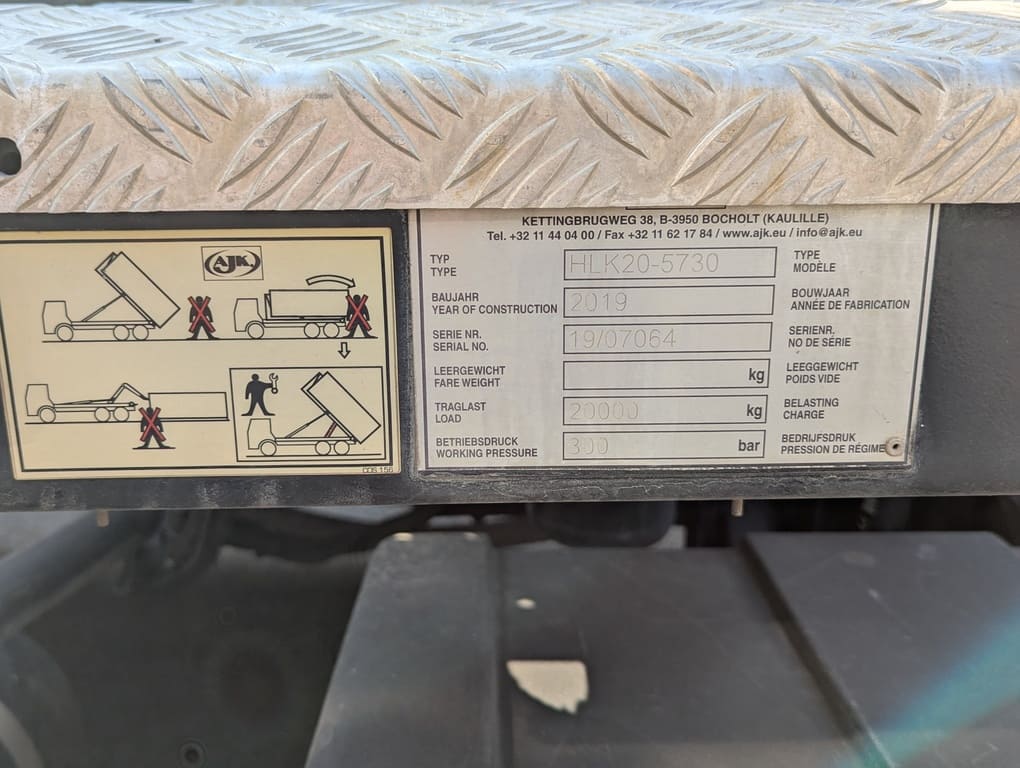 AJK
COS 156
KETTINGBRUGWEG 38, B-3950 BOCHOLT (KAULILLE)
Tel. +32 11 44 04 00 / Fax +32 11 62 17 84 / www.ajk.eu / info@ajk.eu
TYP
TYPE
HLK20-5730
TYPE
MODÈLE
BAUJAHR
YEAR OF CONSTRUCTION
2019
BOUWJAAR
ANNÉE DE FABRICATION
SERIE NR.
SERIAL NO.
19/07064
SERIENR.
NO DE SÉRIE
LEERGEWICHT
FARE WEIGHT
kg
LEEGGEWICHT
POIDS VIDE
TRAGLAST
LOAD
20000 kg
BELASTING
CHARGE
BETRIEBSDRUCK
WORKING PRESSURE
300 bar
BEDRIJFSDRUK
PRESSION DE RÉGIME